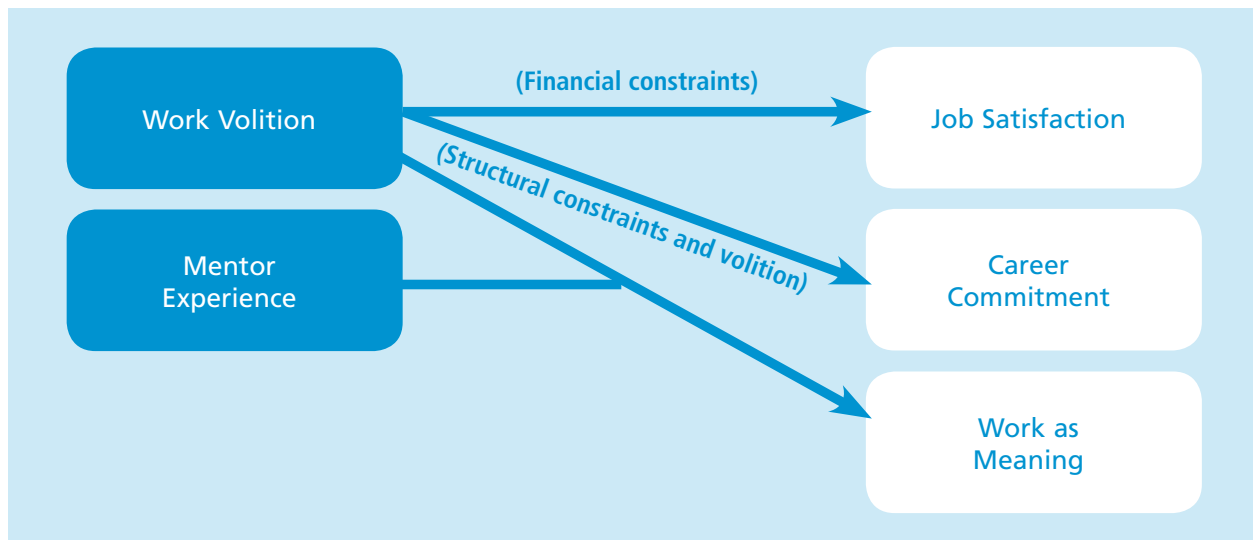 Work Volition
(Financial constraints)
Job Satisfaction
(Structural constraints and volition)
Mentor
Experience
Career
Commitment
Work as
Meaning